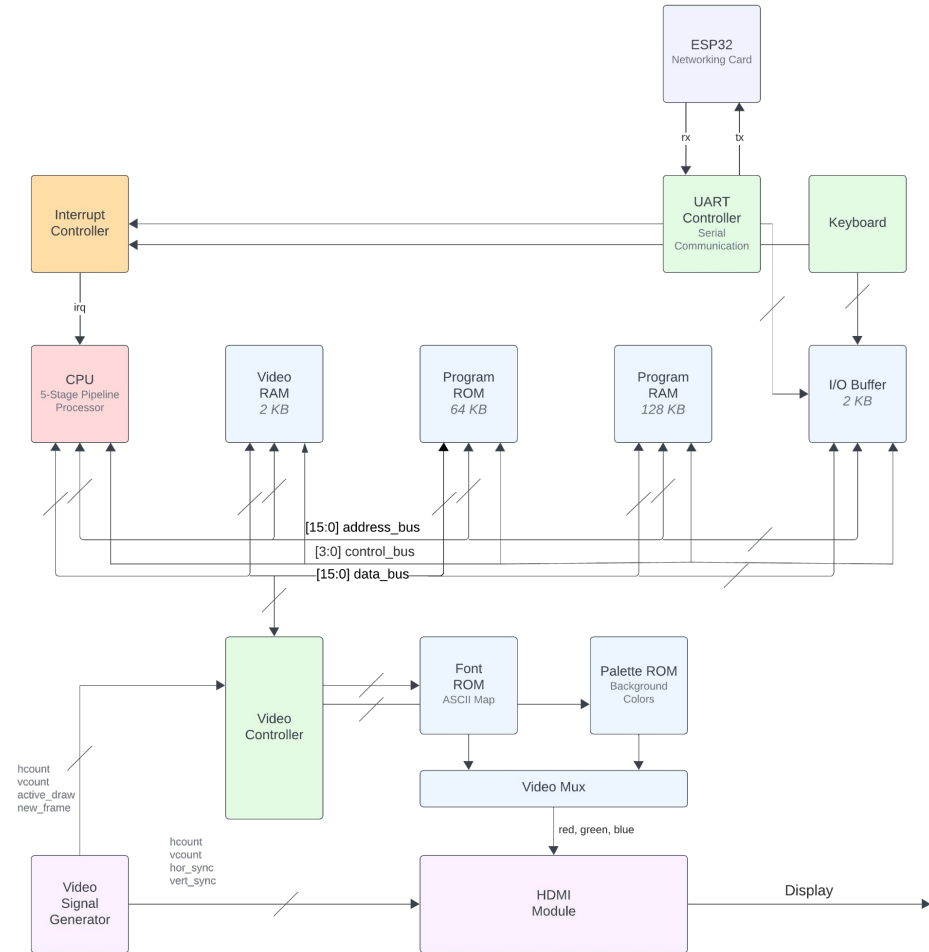 ESP32
Networking Card
rx
tx
Interrupt
Controller
UART
Controller
Serial
Communication
Keyboard
irq
CPU
5-Stage Pipeline
Processor
Video
RAM
2 KB
Program
ROM
64 KB
Program
RAM
128 KB
I/O Buffer
2 KB
[15:0] address_bus
[3:0] control_bus
[15:0] data_bus
Video
Controller
Font
ROM
ASCII Map
Palette ROM
Background
Colors
hcount
vcount
active_draw
new_frame
Video Mux
red, green, blue
hcount
vcount
hor_sync
vert_sync
Video
Signal
Generator
HDMI
Module
Display